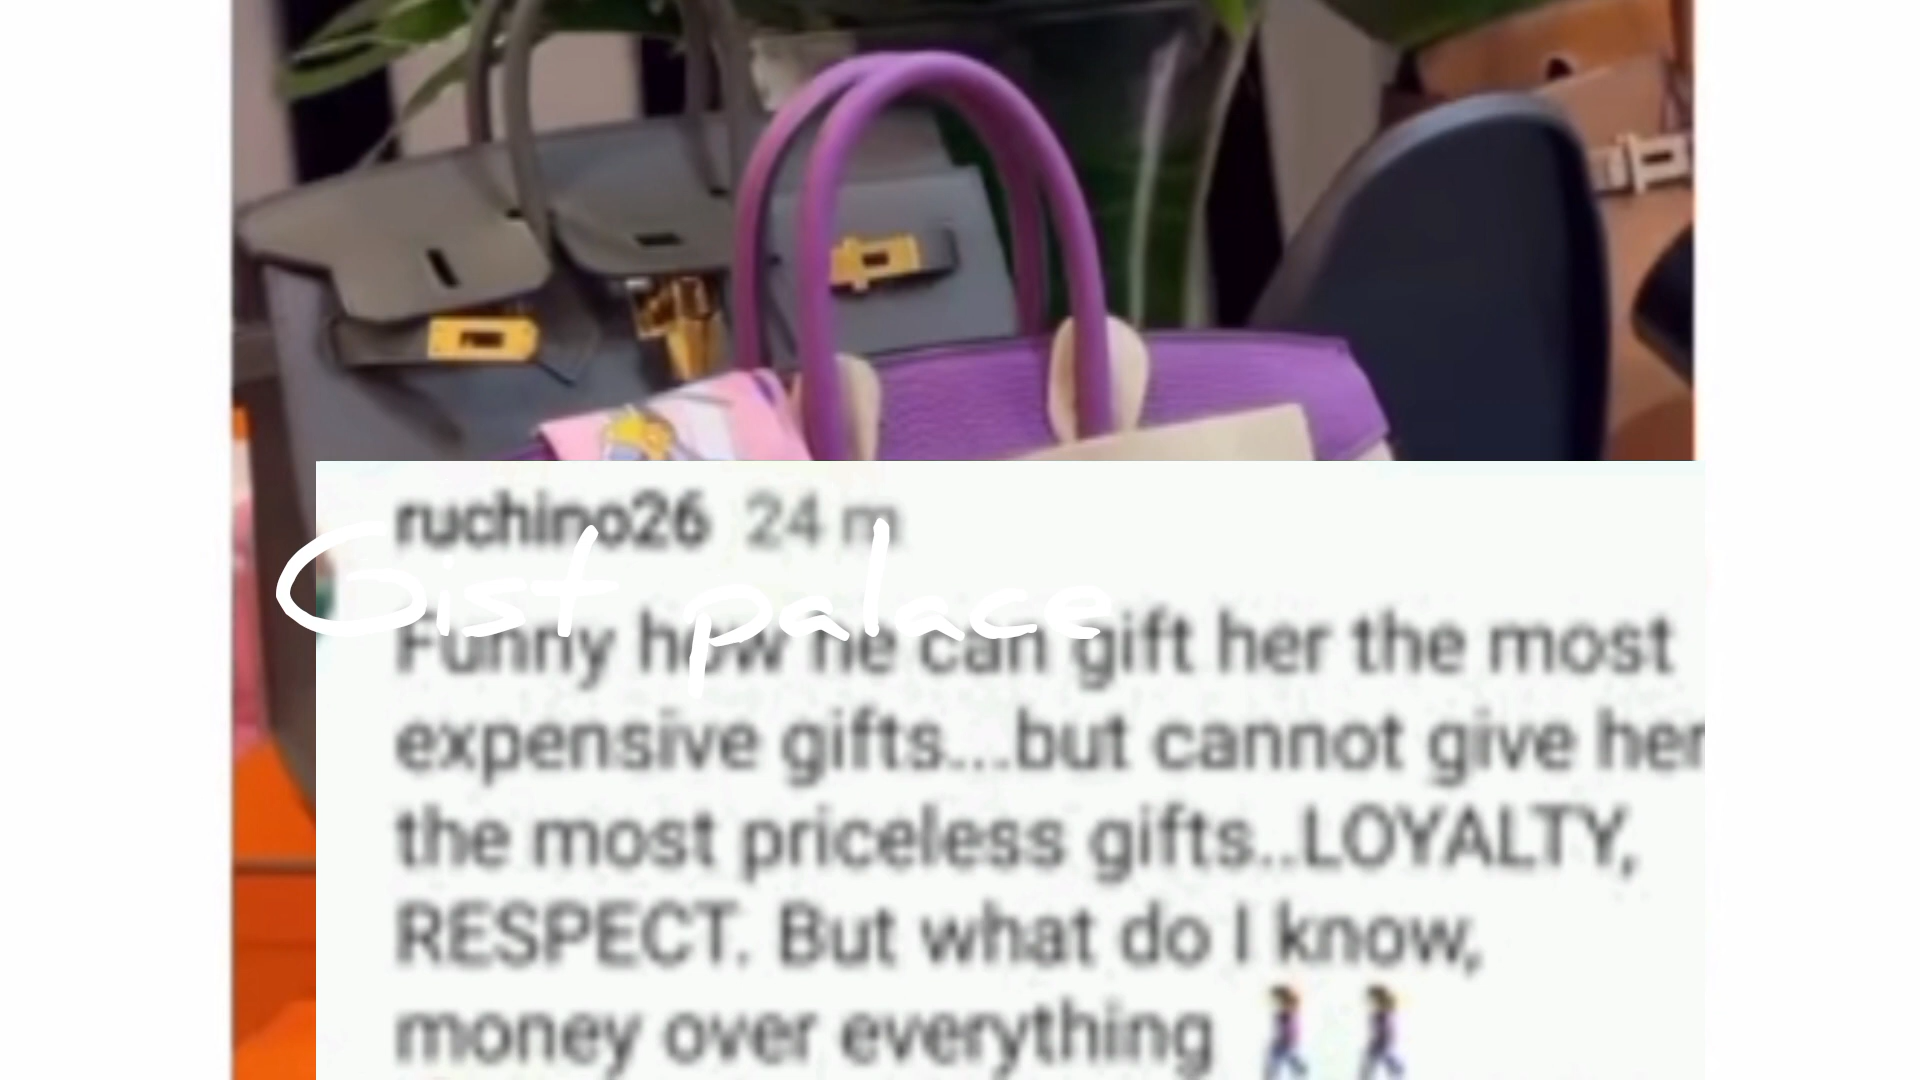 ruchino26 24 m
Gist palace
Funny how he can gift her the most
expensive gifts...but cannot give her
the most priceless gifts..LOYALTY,
RESPECT. But what do I know,
money over everything